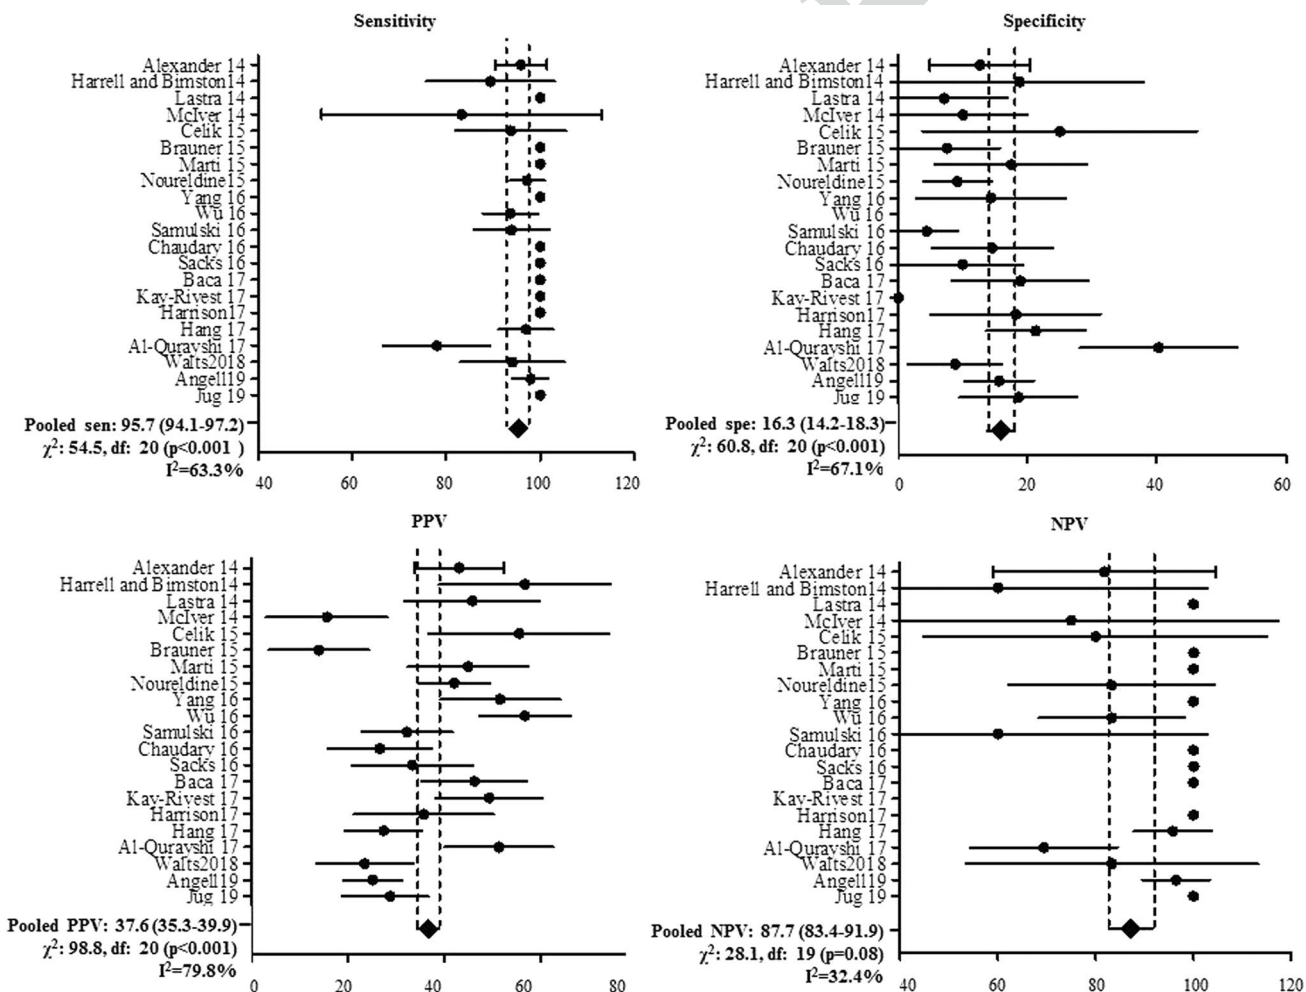 Sensitivity
Alexander 14
Harrell and Bimston14
Lastra 14
McIver 14
Celik 15
Brauner 15
Marti 15
Noureldine15
Yang 16
Wu 16
Samulski 16
Chaudary 16
Sacks 16
Baca 17
Kay-Rivest 17
Harrison17
Hang 17
Al-Qurayshi 17
Walts2018
Angell19
Jug 19
Pooled sen: 95.7 (94.1-97.2)
χ²: 54.5, df: 20 (p<0.001 )
I²=63.3%
40 60 80 100 120
Specificity
Alexander 14
Harrell and Bimston14
Lastra 14
McIver 14
Celik 15
Brauner 15
Marti 15
Noureldine15
Yang 16
Wu 16
Samulski 16
Chaudary 16
Sacks 16
Baca 17
Kay-Rivest 17
Harrison17
Hang 17
Al-Qurayshi 17
Walts2018
Angell19
Jug 19
Pooled spe: 16.3 (14.2-18.3)
χ²: 60.8, df: 20 (p<0.001)
I²=67.1%
0 20 40 60
PPV
Alexander 14
Harrell and Bimston14
Lastra 14
McIver 14
Celik 15
Brauner 15
Marti 15
Noureldine15
Yang 16
Wu 16
Samulski 16
Chaudary 16
Sacks 16
Baca 17
Kay-Rivest 17
Harrison17
Hang 17
Al-Qurayshi 17
Walts2018
Angell19
Jug 19
Pooled PPV: 37.6 (35.3-39.9)
χ²: 98.8, df: 20 (p<0.001)
I²=79.8%
0 20 40 60 80
NPV
Alexander 14
Harrell and Bimston14
Lastra 14
McIver 14
Celik 15
Brauner 15
Marti 15
Noureldine15
Yang 16
Wu 16
Samulski 16
Chaudary 16
Sacks 16
Baca 17
Kay-Rivest 17
Harrison17
Hang 17
Al-Qurayshi 17
Walts2018
Angell19
Jug 19
Pooled NPV: 87.7 (83.4-91.9)
χ²: 28.1, df: 19 (p=0.08)
I²=32.4%
40 60 80 100 120